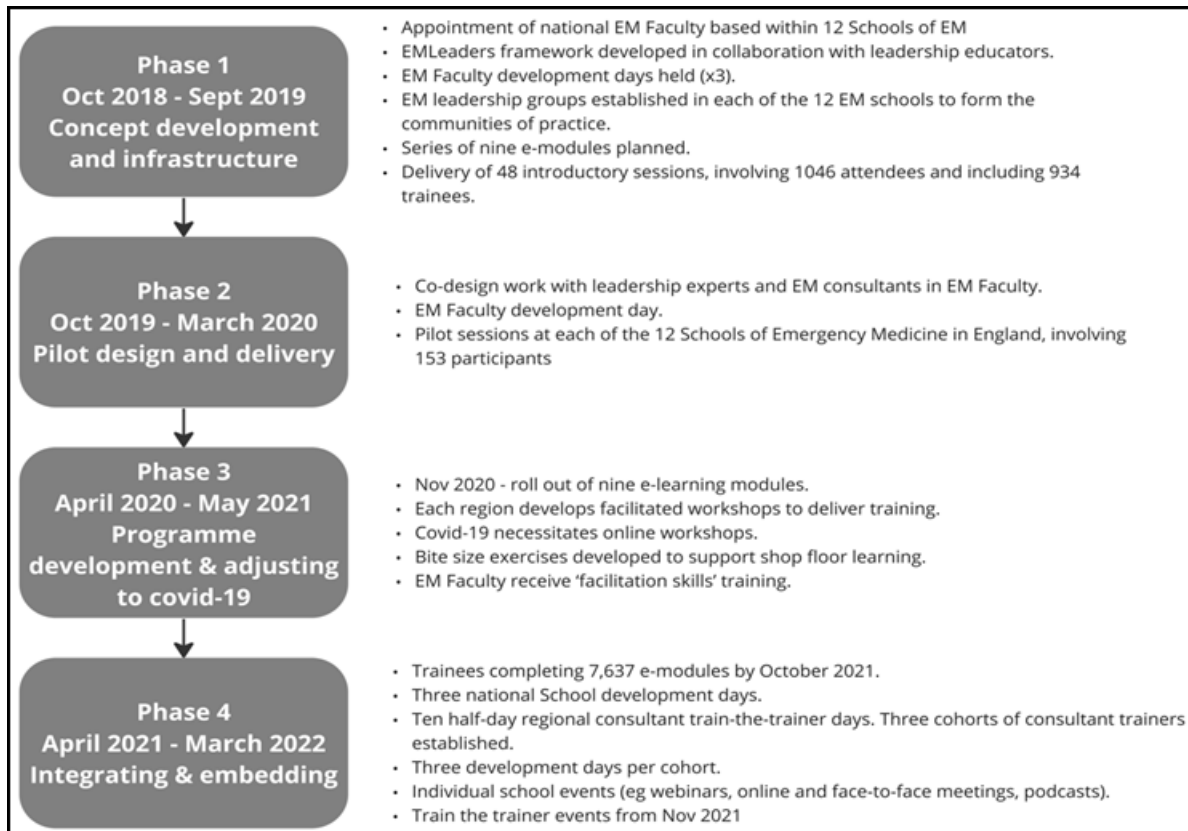 Phase 1
Oct 2018 - Sept 2019
Concept development
and infrastructure
• Appointment of national EM Faculty based within 12 Schools of EM
• EMLeaders framework developed in collaboration with leadership educators.
• EM Faculty development days held (x3).
• EM leadership groups established in each of the 12 EM schools to form the
communities of practice.
• Series of nine e-modules planned.
• Delivery of 48 introductory sessions, involving 1046 attendees and including 934
trainees.
Phase 2
Oct 2019 - March 2020
Pilot design and delivery
• Co-design work with leadership experts and EM consultants in EM Faculty.
• EM Faculty development day.
• Pilot sessions at each of the 12 Schools of Emergency Medicine in England, involving
153 participants
Phase 3
April 2020 - May 2021
Programme
development & adjusting
to covid-19
• Nov 2020 - roll out of nine e-learning modules.
• Each region develops facilitated workshops to deliver training.
• Covid-19 necessitates online workshops.
• Bite size exercises developed to support shop floor learning.
• EM Faculty receive ‘facilitation skills’ training.
Phase 4
April 2021 - March 2022
Integrating & embedding
• Trainees completing 7,637 e-modules by October 2021.
• Three national School development days.
• Ten half-day regional consultant train-the-trainer days. Three cohorts of consultant trainers
established.
• Three development days per cohort.
• Individual school events (eg webinars, online and face-to-face meetings, podcasts).
• Train the trainer events from Nov 2021